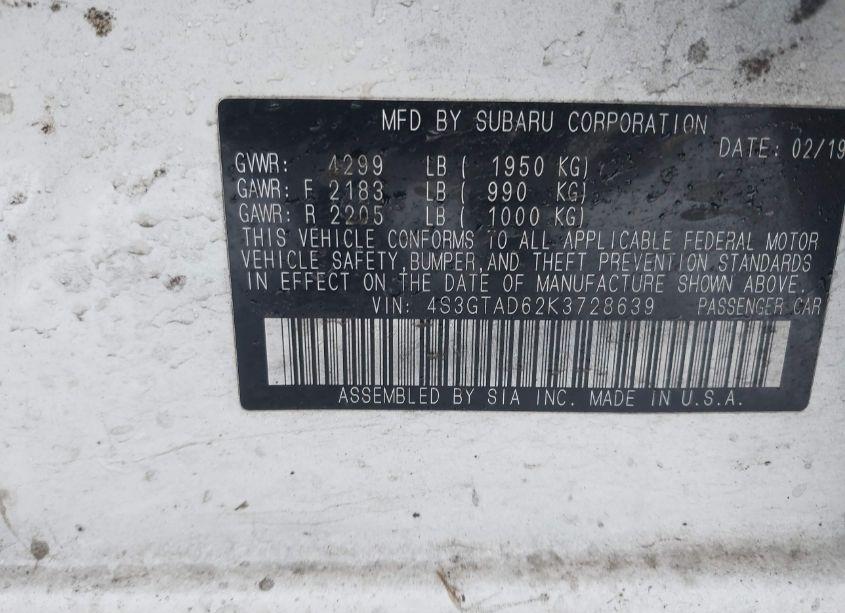 MFD BY SUBARU CORPORATION
DATE: 02/19
GVWR: 4299 LB ( 1950 KG)
GAWR: F 2183 LB ( 990 KG)
GAWR: R 2205 LB ( 1000 KG)
THIS VEHICLE CONFORMS TO ALL APPLICABLE FEDERAL MOTOR
VEHICLE SAFETY,BUMPER,AND THEFT PREVENTION STANDARDS
IN EFFECT ON THE DATE OF MANUFACTURE SHOWN ABOVE.
VIN: 4S3GTAD62K3728639 PASSENGER CAR
ASSEMBLED BY SIA INC. MADE IN U.S.A.